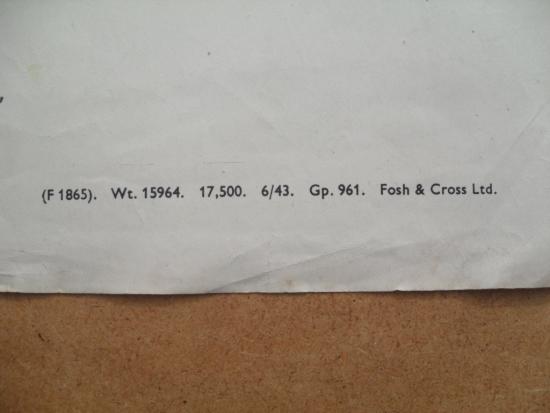 (F 1865). Wt. 15964. 17,500. 6/43. Gp. 961. Fosh & Cross Ltd.